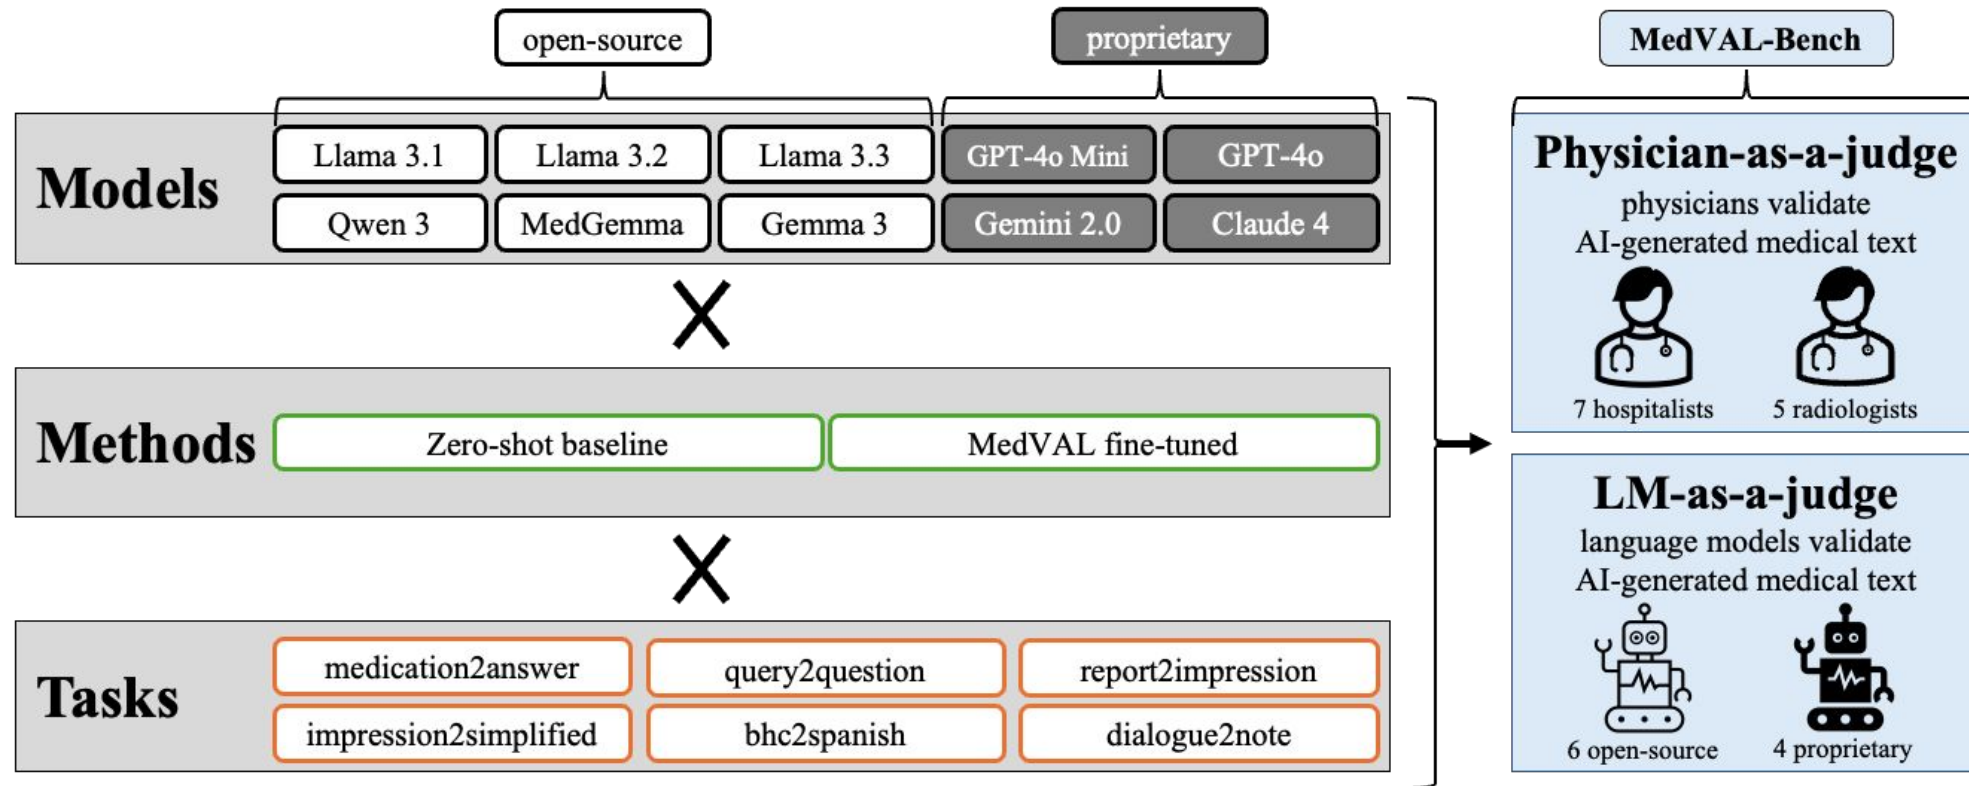 open-source
proprietary
MedVAL-Bench
Models
Llama 3.1
Llama 3.2
Llama 3.3
GPT-4o Mini
GPT-4o
Qwen 3
MedGemma
Gemma 3
Gemini 2.0
Claude 4
Methods
Zero-shot baseline
MedVAL fine-tuned
Tasks
medication2answer
query2question
report2impression
impression2simplified
bhc2spanish
dialogue2note
Physician-as-a-judge
physicians validate
AI-generated medical text
7 hospitalists
5 radiologists
LM-as-a-judge
language models validate
AI-generated medical text
6 open-source
4 proprietary